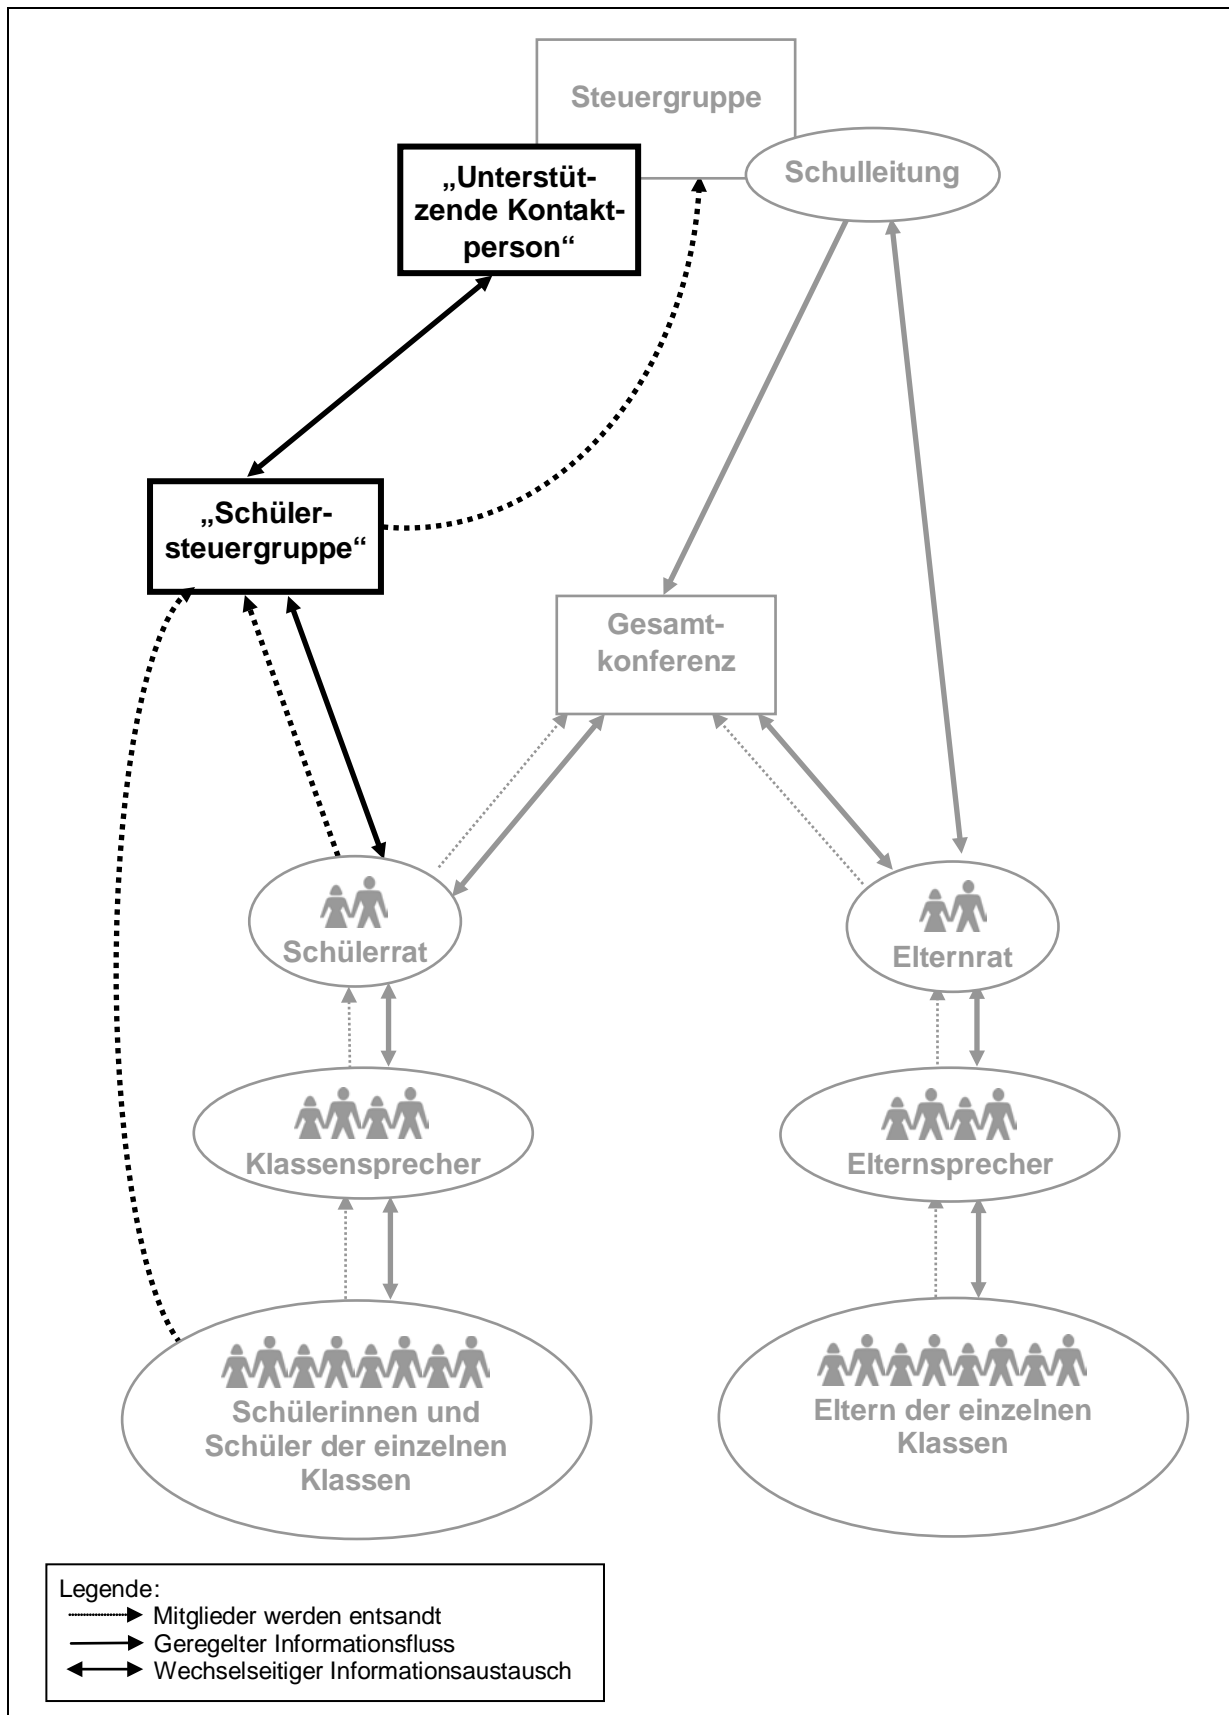 Steuergruppe
Schulleitung
„Unterstüt-
zende Kontakt-
person“
„Schüler-
steuergruppe“
Gesamt-
konferenz
Schülerrat
Elternrat
Klassensprecher
Elternsprecher
Schülerinnen und
Schüler der einzelnen
Klassen
Eltern der einzelnen
Klassen
Legende:
Mitglieder werden entsandt
Geregelter Informationsfluss
Wechselseitiger Informationsaustausch